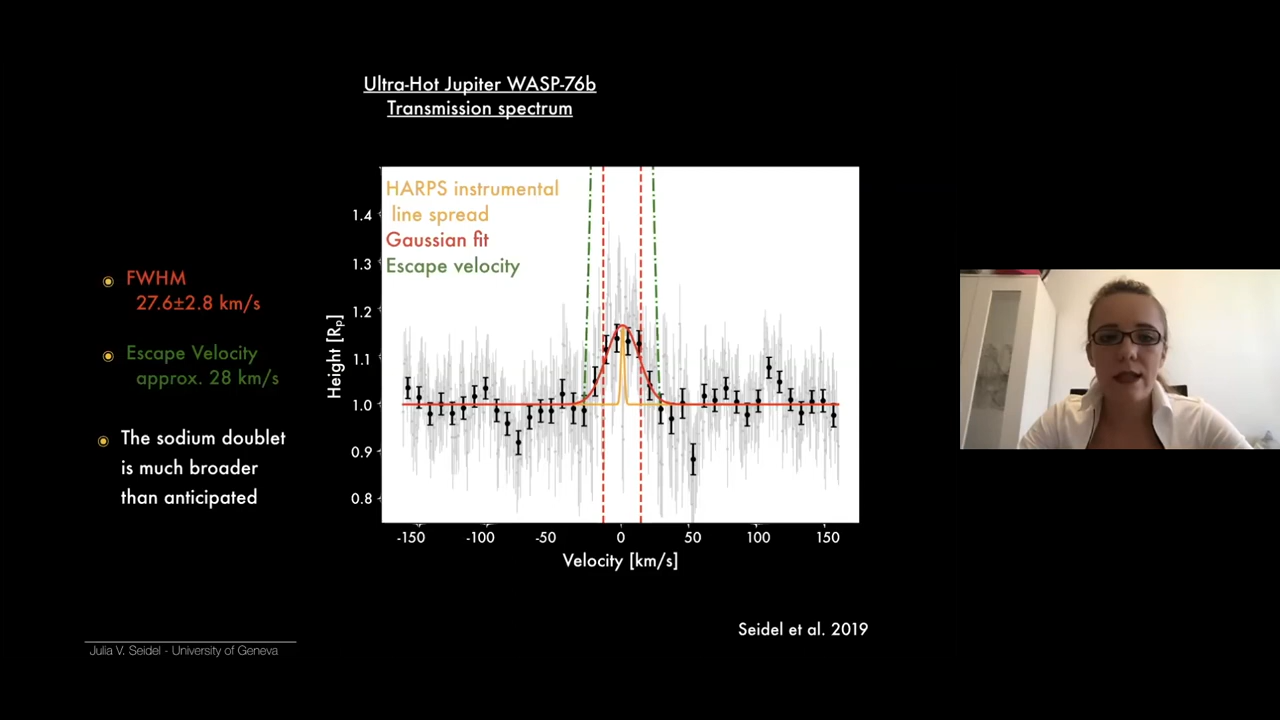 Ultra-Hot Jupiter WASP-76b
Transmission spectrum
HARPS instrumental
line spread
Gaussian fit
Escape velocity
1.4
1.3
1.2
1.1
1.0
0.9
0.8
Height [Rp]
-150 -100 -50 0 50 100 150
Velocity [km/s]
FWHM
27.6±2.8 km/s
Escape Velocity
approx. 28 km/s
The sodium doublet
is much broader
than anticipated
Seidel et al. 2019
Julia V. Seidel - University of Geneva